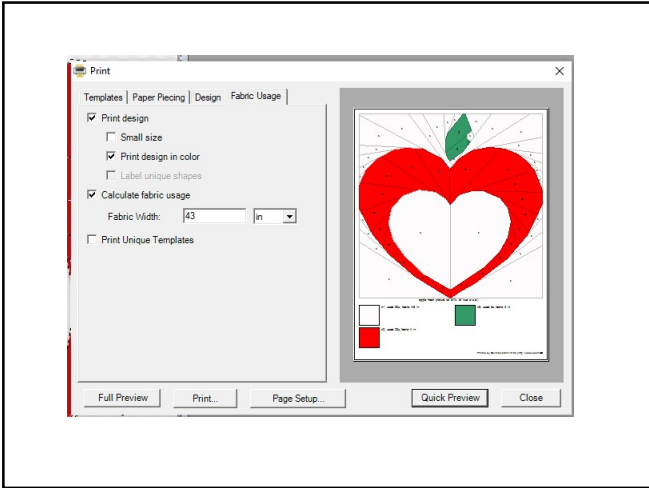 Print
Templates Paper Piecing Design Fabric Usage
Print design
Small size
Print design in color
Label unique shapes
Calculate fabric usage
Fabric Width: 43 in
Print Unique Templates
Full Preview Print... Page Setup... Quick Preview Close